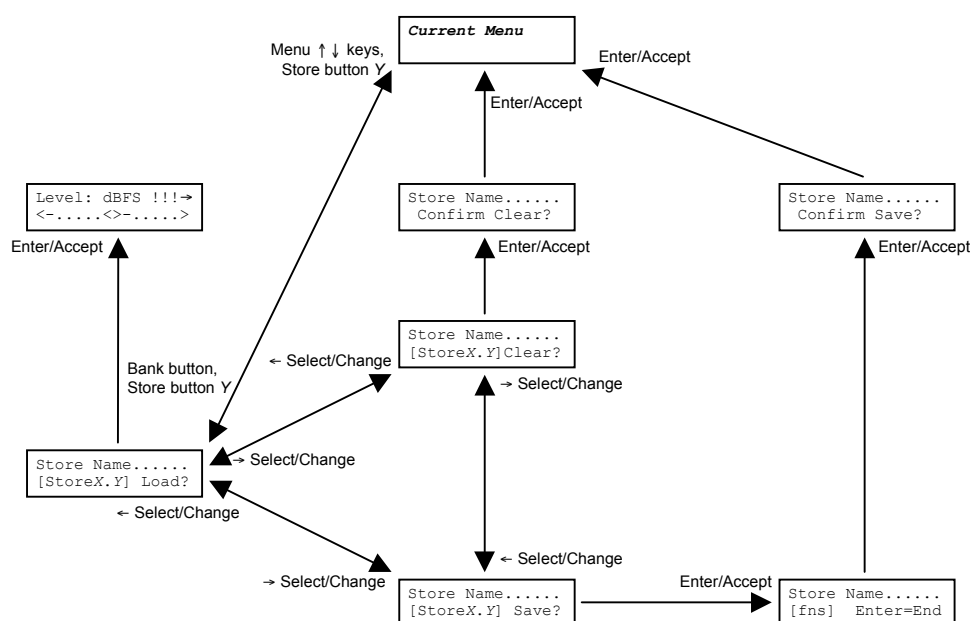 Current Menu
Menu ↑↓ keys,
Store button Y
Enter/Accept
Enter/Accept
Level: dBFS !!!→
<-.....<>-.....>
Store Name......
Confirm Clear?
Store Name......
Confirm Save?
Enter/Accept
Enter/Accept
Enter/Accept
Store Name......
[StoreX.Y]Clear?
← Select/Change
Bank button,
Store button Y
→ Select/Change
Store Name......
[StoreX.Y] Load?
→ Select/Change
← Select/Change
← Select/Change
→ Select/Change
Enter/Accept
Store Name......
[StoreX.Y] Save?
Store Name......
[fns] Enter=End